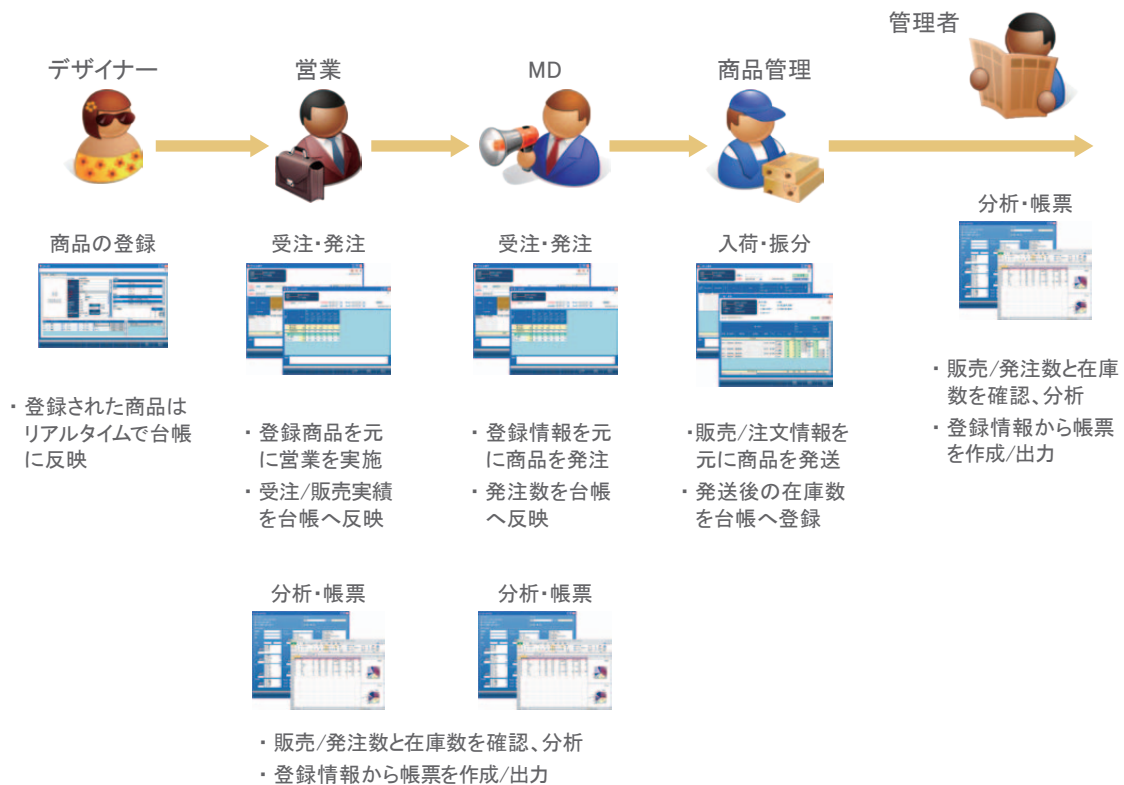 管理者
デザイナー
営業
MD
商品管理
商品の登録
受注・発注
受注・発注
入荷・振分
分析・帳票
・登録された商品は
リアルタイムで台帳
に反映
・登録商品を元
に営業を実施
・受注/販売実績
を台帳へ反映
・登録情報を元
に商品を発注
・発注数を台帳
へ反映
・販売/注文情報を
元に商品を発送
・発送後の在庫数
を台帳へ登録
・販売/発注数と在庫
数を確認、分析
・登録情報から帳票
を作成/出力
分析・帳票
分析・帳票
・販売/発注数と在庫数を確認、分析
・登録情報から帳票を作成/出力